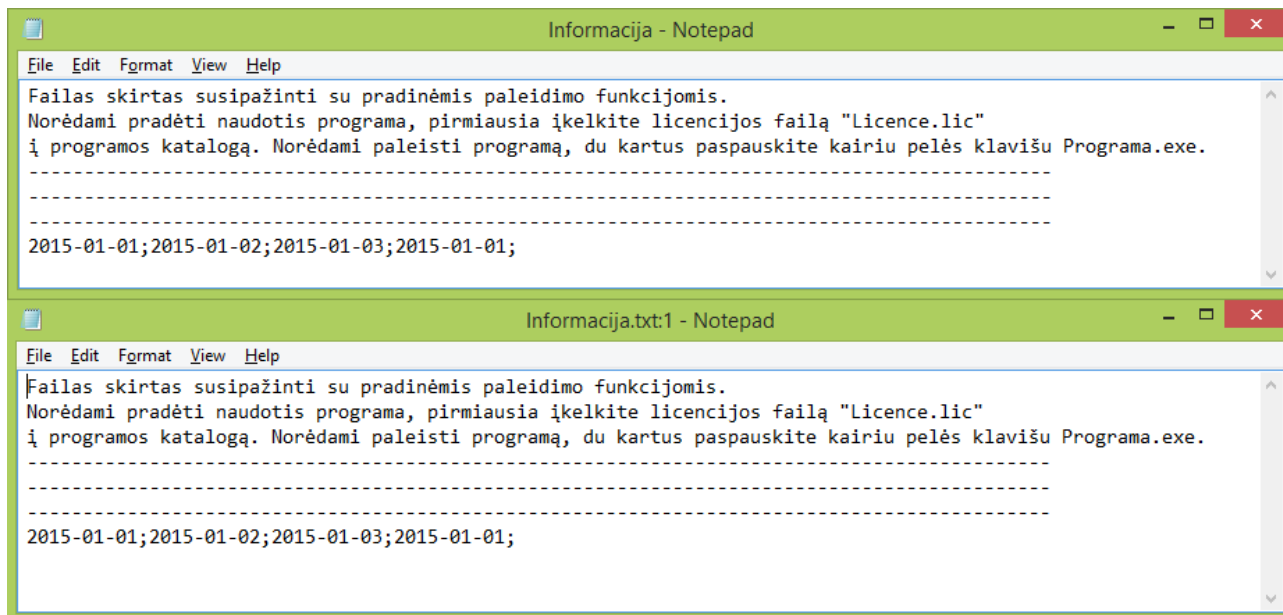 Informacija - Notepad
File Edit Format View Help
Failas skirtas susipažinti su pradinėmis paleidimo funkcijomis.
Norėdami pradėti naudotis programa, pirmiausia įkelkite licencijos failą "Licence.lic"
į programos katalogą. Norėdami paleisti programą, du kartus paspauskite kairiu pelės klavišu Programa.exe.
--------------------------------------------------------------------------------------------
--------------------------------------------------------------------------------------------
--------------------------------------------------------------------------------------------
2015-01-01;2015-01-02;2015-01-03;2015-01-01;
Informacija.txt:1 - Notepad
File Edit Format View Help
Failas skirtas susipažinti su pradinėmis paleidimo funkcijomis.
Norėdami pradėti naudotis programa, pirmiausia įkelkite licencijos failą "Licence.lic"
į programos katalogą. Norėdami paleisti programą, du kartus paspauskite kairiu pelės klavišu Programa.exe.
--------------------------------------------------------------------------------------------
--------------------------------------------------------------------------------------------
--------------------------------------------------------------------------------------------
2015-01-01;2015-01-02;2015-01-03;2015-01-01;